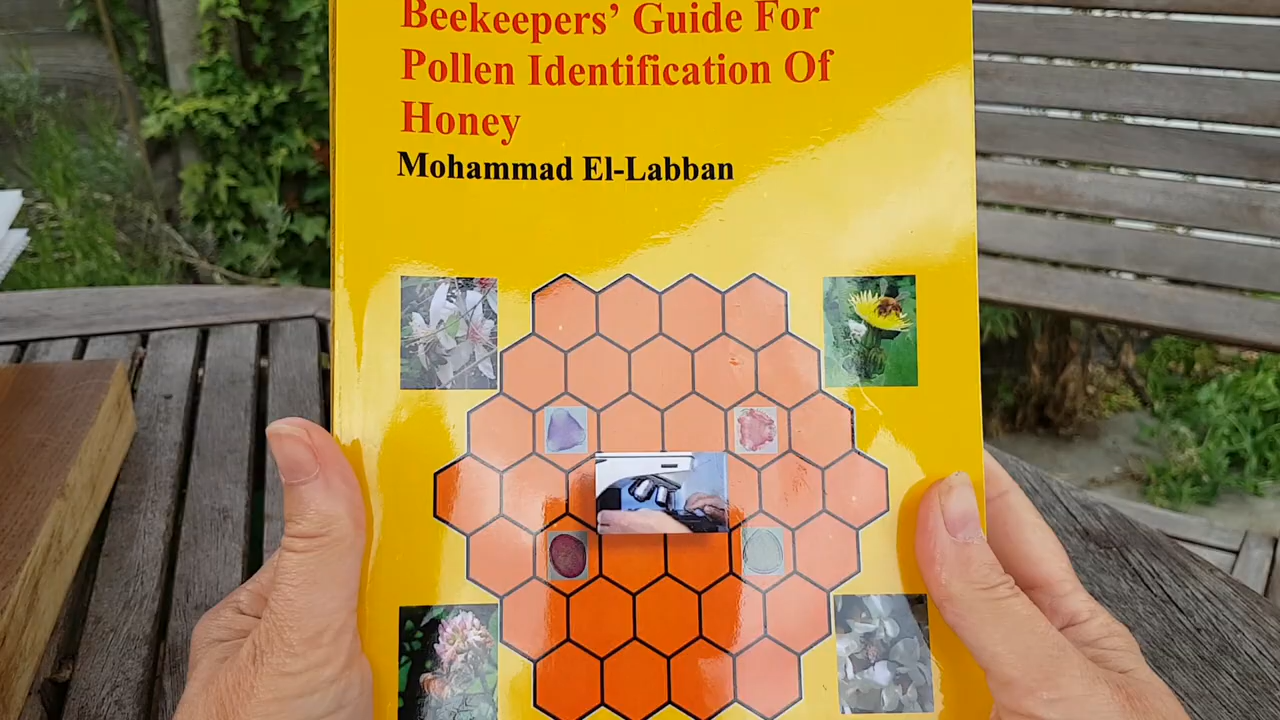 Beekeepers’ Guide For
Pollen Identification Of
Honey
Mohammad El-Labban